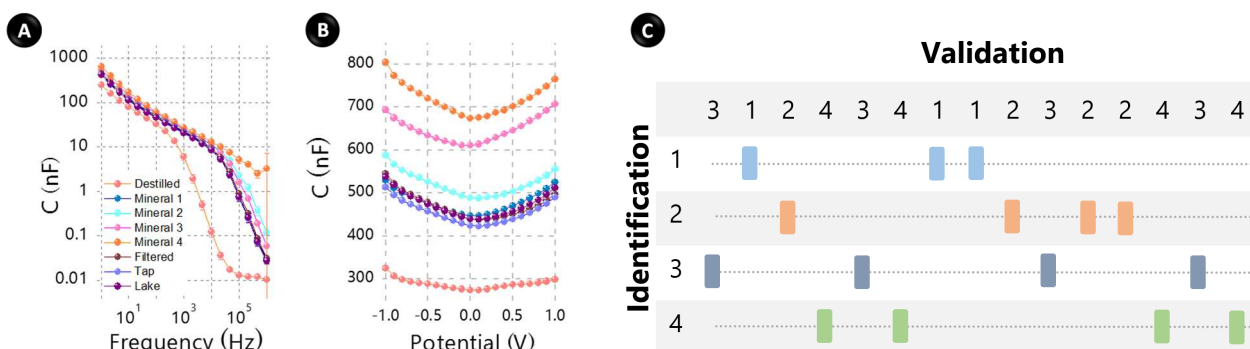 A
B
C
1000
100
10
1
0.1
0.01
C (nF)
Destilled
Mineral 1
Mineral 2
Mineral 3
Mineral 4
Filtered
Tap
Lake
10¹
10³
10⁵
Frequency (Hz)
800
700
600
500
400
300
C (nF)
-1.0
-0.5
0.0
0.5
1.0
Potential (V)
Validation
3 1 2 4 3 4 1 1 2 3 2 2 4 3 4
Identification
1
2
3
4